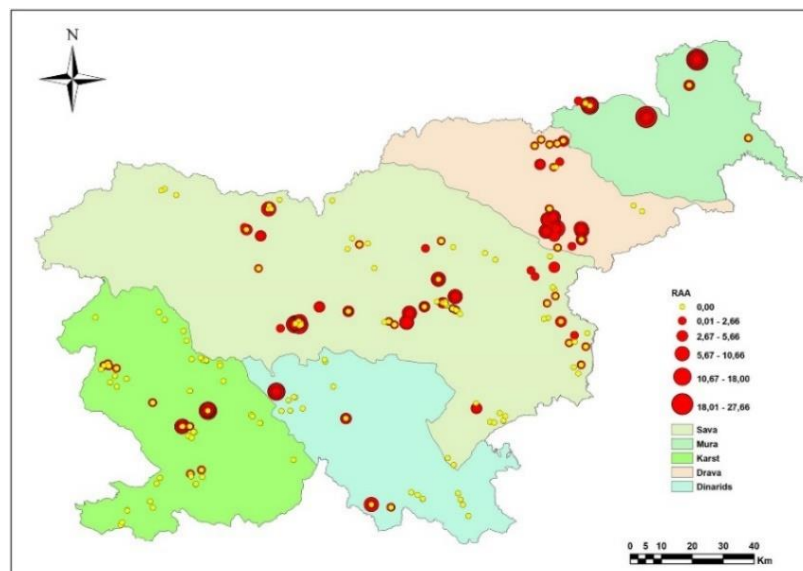 N
RAA
0,00
0,01 - 2,66
2,67 - 5,66
5,67 - 10,66
10,67 - 18,00
18,01 - 27,66
Sava
Mura
Karst
Drava
Dinarids
0 5 10 20 30 40
Km